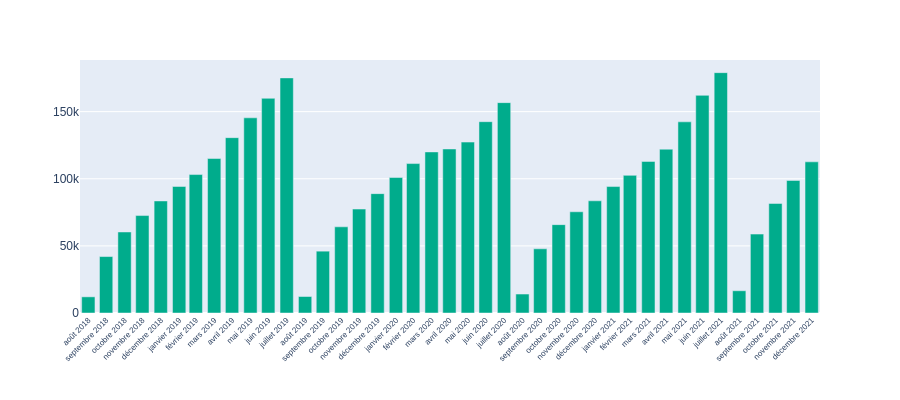 150k
100k
50k
0
août 2018
septembre 2018
octobre 2018
novembre 2018
décembre 2018
janvier 2019
février 2019
mars 2019
avril 2019
mai 2019
juin 2019
juillet 2019
août 2019
septembre 2019
octobre 2019
novembre 2019
décembre 2019
janvier 2020
février 2020
mars 2020
avril 2020
mai 2020
juin 2020
juillet 2020
août 2020
septembre 2020
octobre 2020
novembre 2020
décembre 2020
janvier 2021
février 2021
mars 2021
avril 2021
mai 2021
juin 2021
juillet 2021
août 2021
septembre 2021
octobre 2021
novembre 2021
décembre 2021